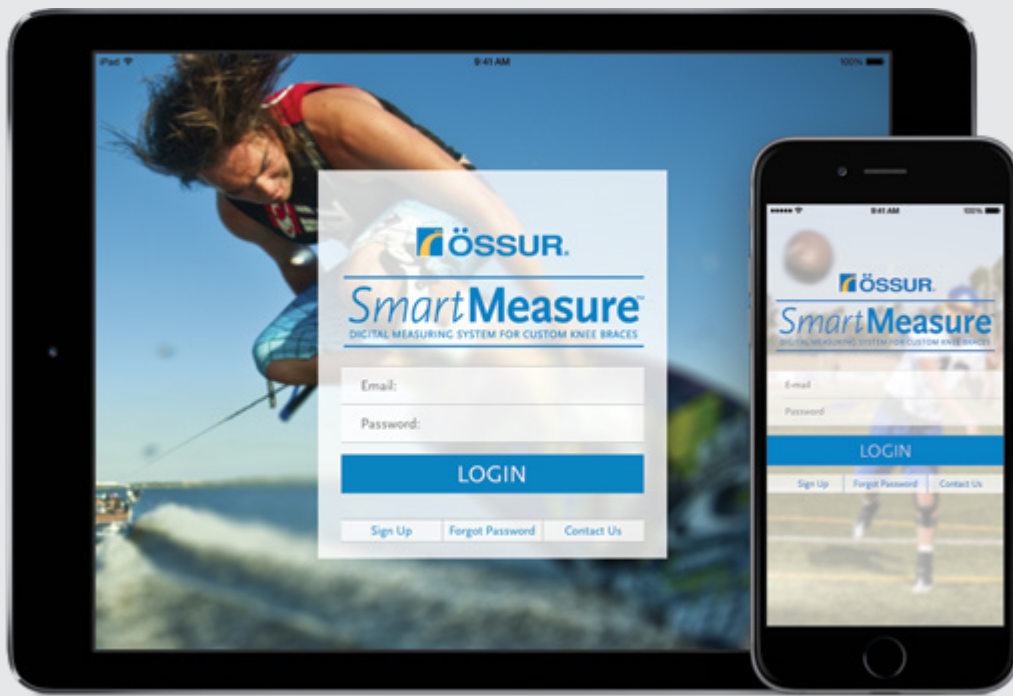 iPad 9:41 AM 100%
ÖSSUR.
SmartMeasure™
DIGITAL MEASURING SYSTEM FOR CUSTOM KNEE BRACES
Email:
Password:
LOGIN
Sign Up Forgot Password Contact Us
9:41 AM 100%
ÖSSUR.
SmartMeasure
DIGITAL MEASURING SYSTEM FOR CUSTOM KNEE BRACES
E-mail
Password
LOGIN
Sign Up Forgot Password Contact Us